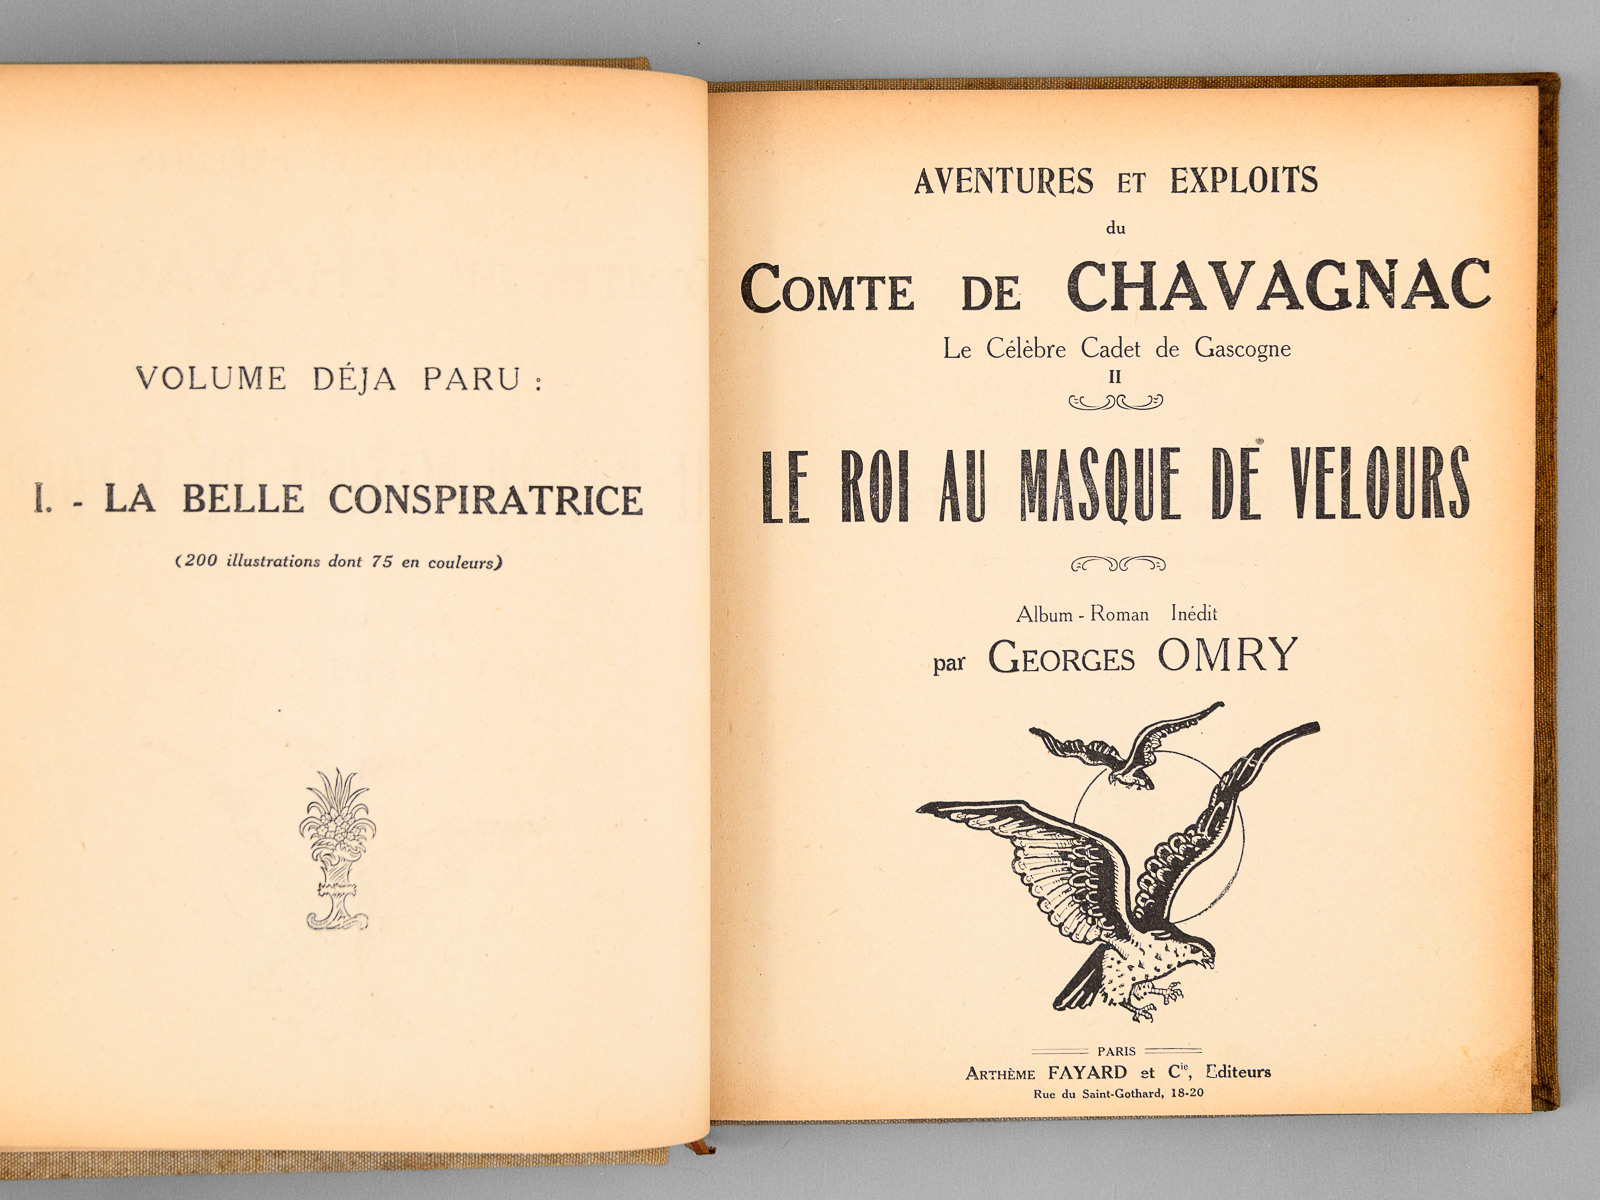 VOLUME DÉJA PARU :
I. - LA BELLE CONSPIRATRICE
(200 illustrations dont 75 en couleurs)
AVENTURES ET EXPLOITS
du
COMTE DE CHAVAGNAC
Le Célèbre Cadet de Gascogne
II
LE ROI AU MASQUE DE VELOURS
Album - Roman Inédit
par GEORGES OMRY
PARIS
ARTHÈME FAYARD et Cie, Editeurs
Rue du Saint-Gothard, 18-20